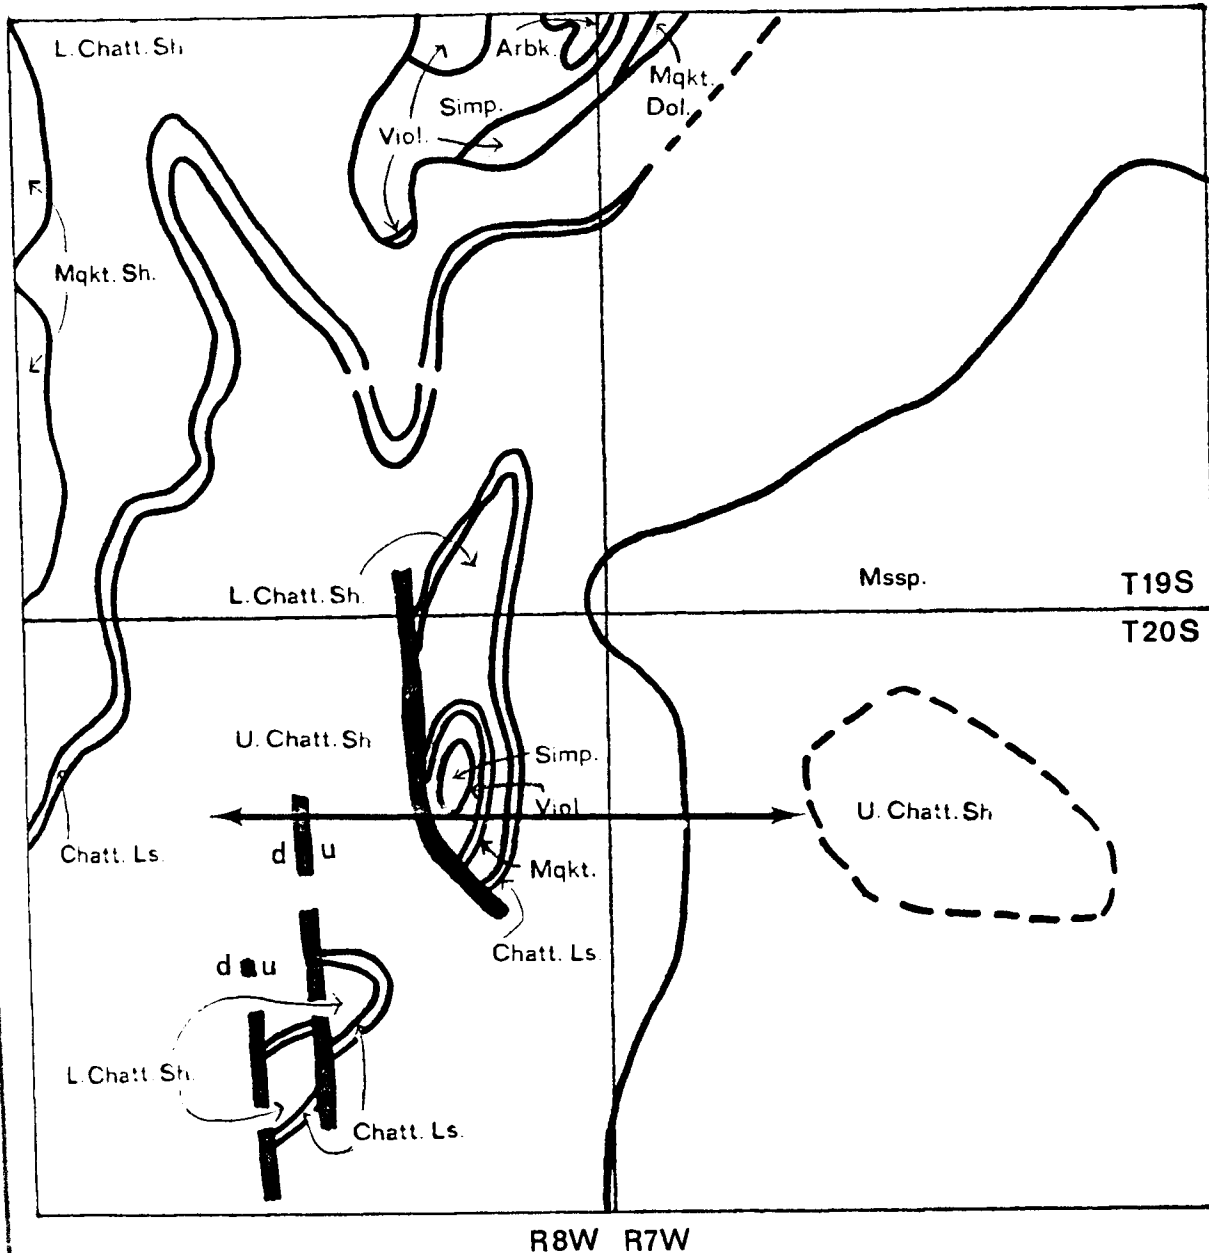 L. Chatt. Sh
Arbk.
Mqkt.
Dol.
Simp.
Viol.
Mqkt. Sh.
L. Chatt. Sh.
Mssp.
T19S
T20S
U. Chatt. Sh
Simp.
Viol
U. Chatt. Sh
Chatt. Ls.
d u
Mqkt.
Chatt. Ls.
d u
L. Chatt. Sh.
Chatt. Ls.
R8W R7W